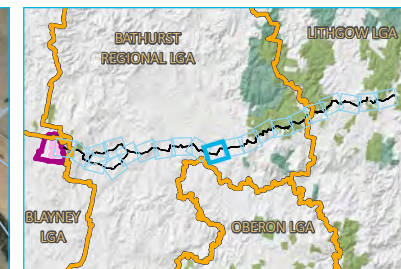 BATHURST
REGIONAL LGA
LITHGOW LGA
BLAYNEY
LGA
OBERON LGA